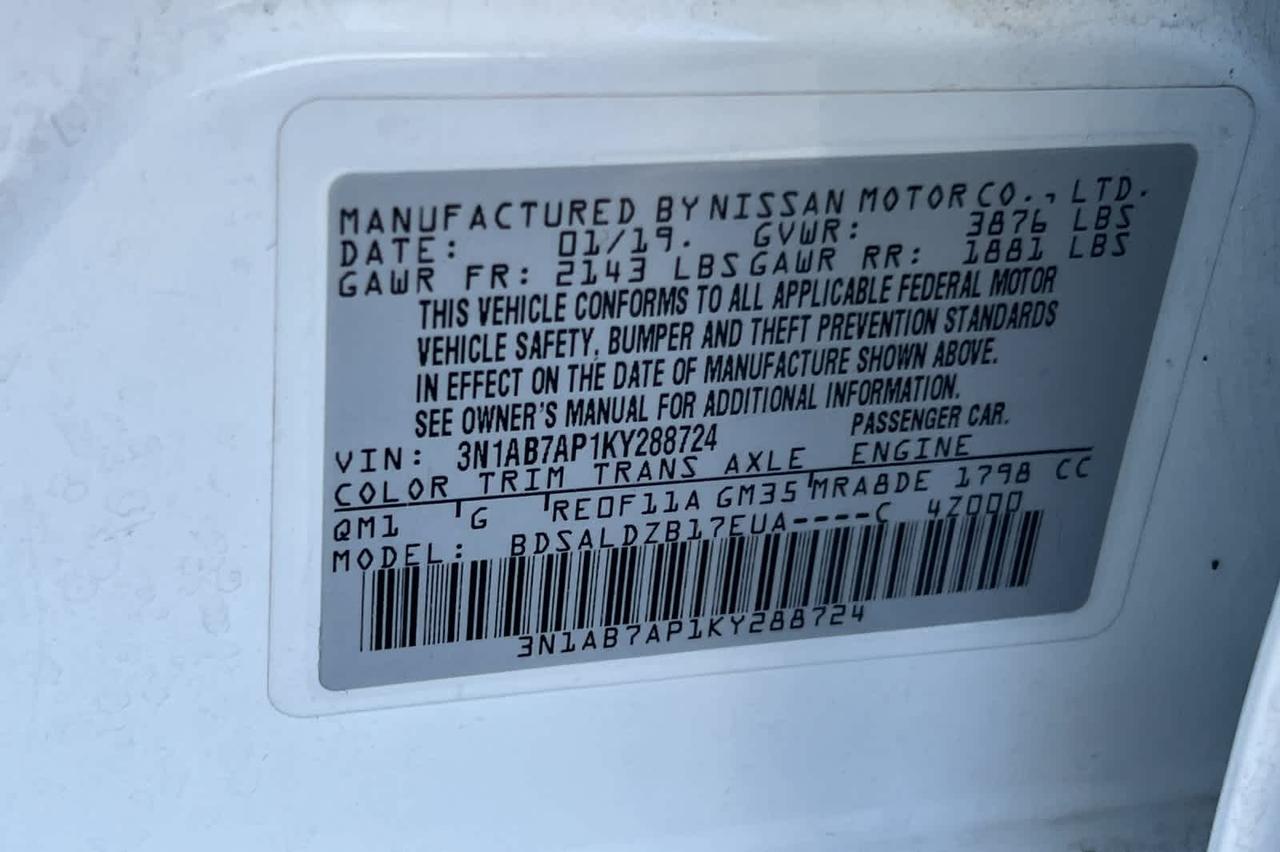 MANUFACTURED BY NISSAN MOTOR CO., LTD.
DATE: 01/19. GVWR: 3876 LBS
GAWR FR: 2143 LBS GAWR RR: 1881 LBS
THIS VEHICLE CONFORMS TO ALL APPLICABLE FEDERAL MOTOR
VEHICLE SAFETY, BUMPER AND THEFT PREVENTION STANDARDS
IN EFFECT ON THE DATE OF MANUFACTURE SHOWN ABOVE.
SEE OWNER'S MANUAL FOR ADDITIONAL INFORMATION.
VIN: 3N1AB7AP1KY288724 PASSENGER CAR.
COLOR TRIM TRANS AXLE ENGINE
QM1 G RE0F11A GM35 MRA8DE 1798 CC
MODEL: BDSALDZB17EUA----C 4Z000
3N1AB7AP1KY288724